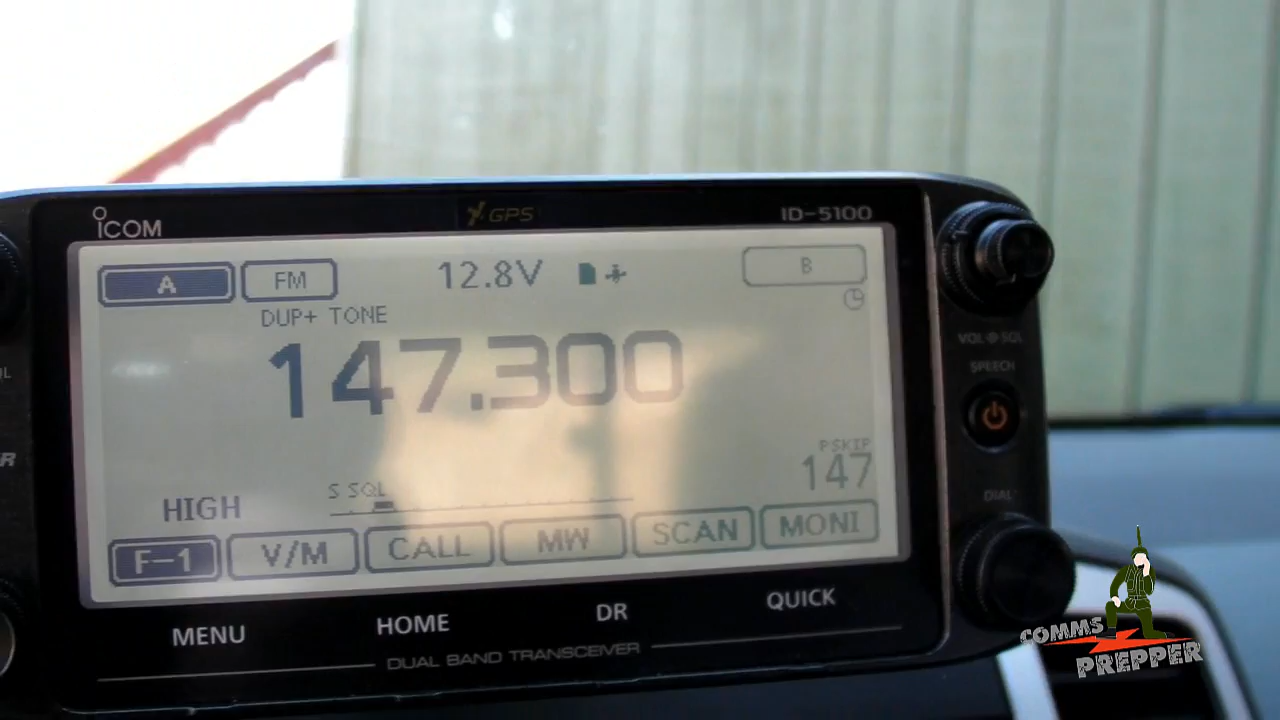 ICOM
GPS
ID-5100
A
FM
12.8V
B
DUP+ TONE
147.300
VOL SQL
SPEECH
PSKIP
147
HIGH
S SQL
DIAL
F-1
V/M
CALL
MW
SCAN
MONI
MENU
HOME
DR
QUICK
DUAL BAND TRANSCEIVER
COMMS
PREPPER